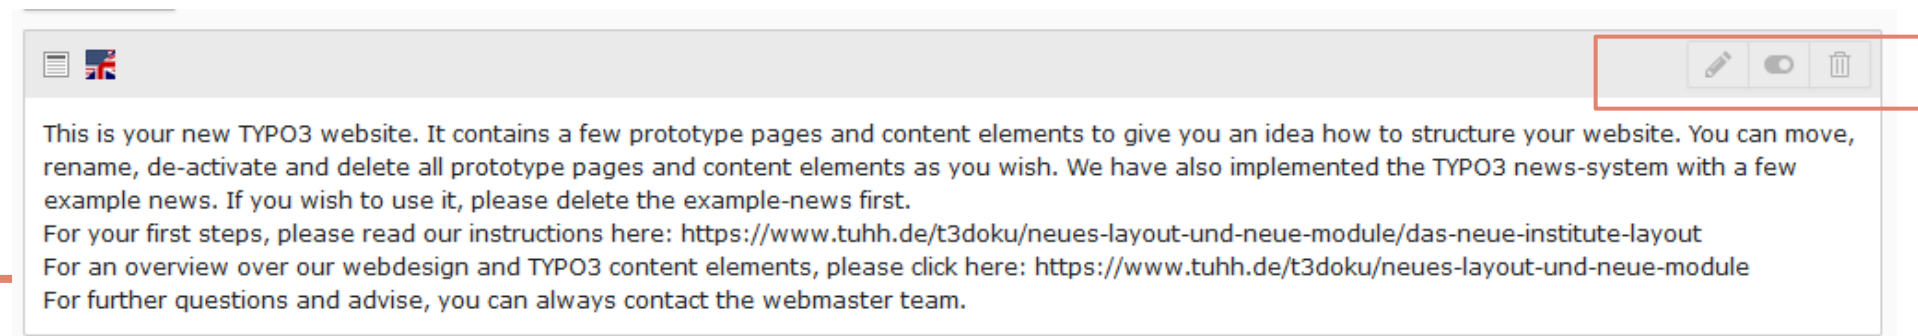 This is your new TYPO3 website. It contains a few prototype pages and content elements to give you an idea how to structure your website. You can move,
rename, de-activate and delete all prototype pages and content elements as you wish. We have also implemented the TYPO3 news-system with a few
example news. If you wish to use it, please delete the example-news first.
For your first steps, please read our instructions here: https://www.tuhh.de/t3doku/neues-layout-und-neue-module/das-neue-institute-layout
For an overview over our webdesign and TYPO3 content elements, please click here: https://www.tuhh.de/t3doku/neues-layout-und-neue-module
For further questions and advise, you can always contact the webmaster team.